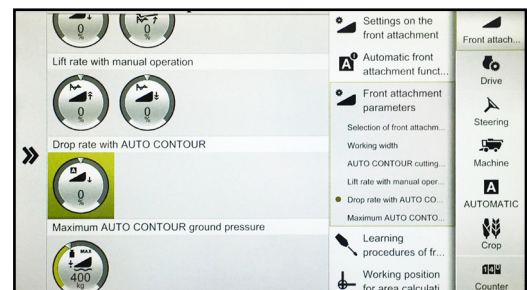 0
%
0
%
Lift rate with manual operation
0
%
0
%
Drop rate with AUTO CONTOUR
A
0
%
Maximum AUTO CONTOUR ground pressure
MAX
400
kg
Settings on the
front attachment
A
Automatic front
attachment funct...
Front attachment
parameters
Selection of front attachm...
Working width
AUTO CONTOUR cutting...
Lift rate with manual oper...
Drop rate with AUTO CO...
Maximum AUTO CONTO...
Learning
procedures of fr...
Working position
for area calculati
Front attach...
Drive
Steering
Machine
A
AUTOMATIC
Crop
Counter